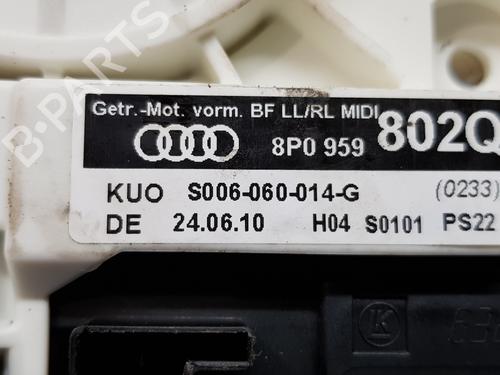 Getr.-Mot. vorm. BF LL/RL MIDI
8P0 959 802Q
KUO S006-060-014-G (0233)
DE 24.06.10 H04 S0101 PS22
K
B-PARTS